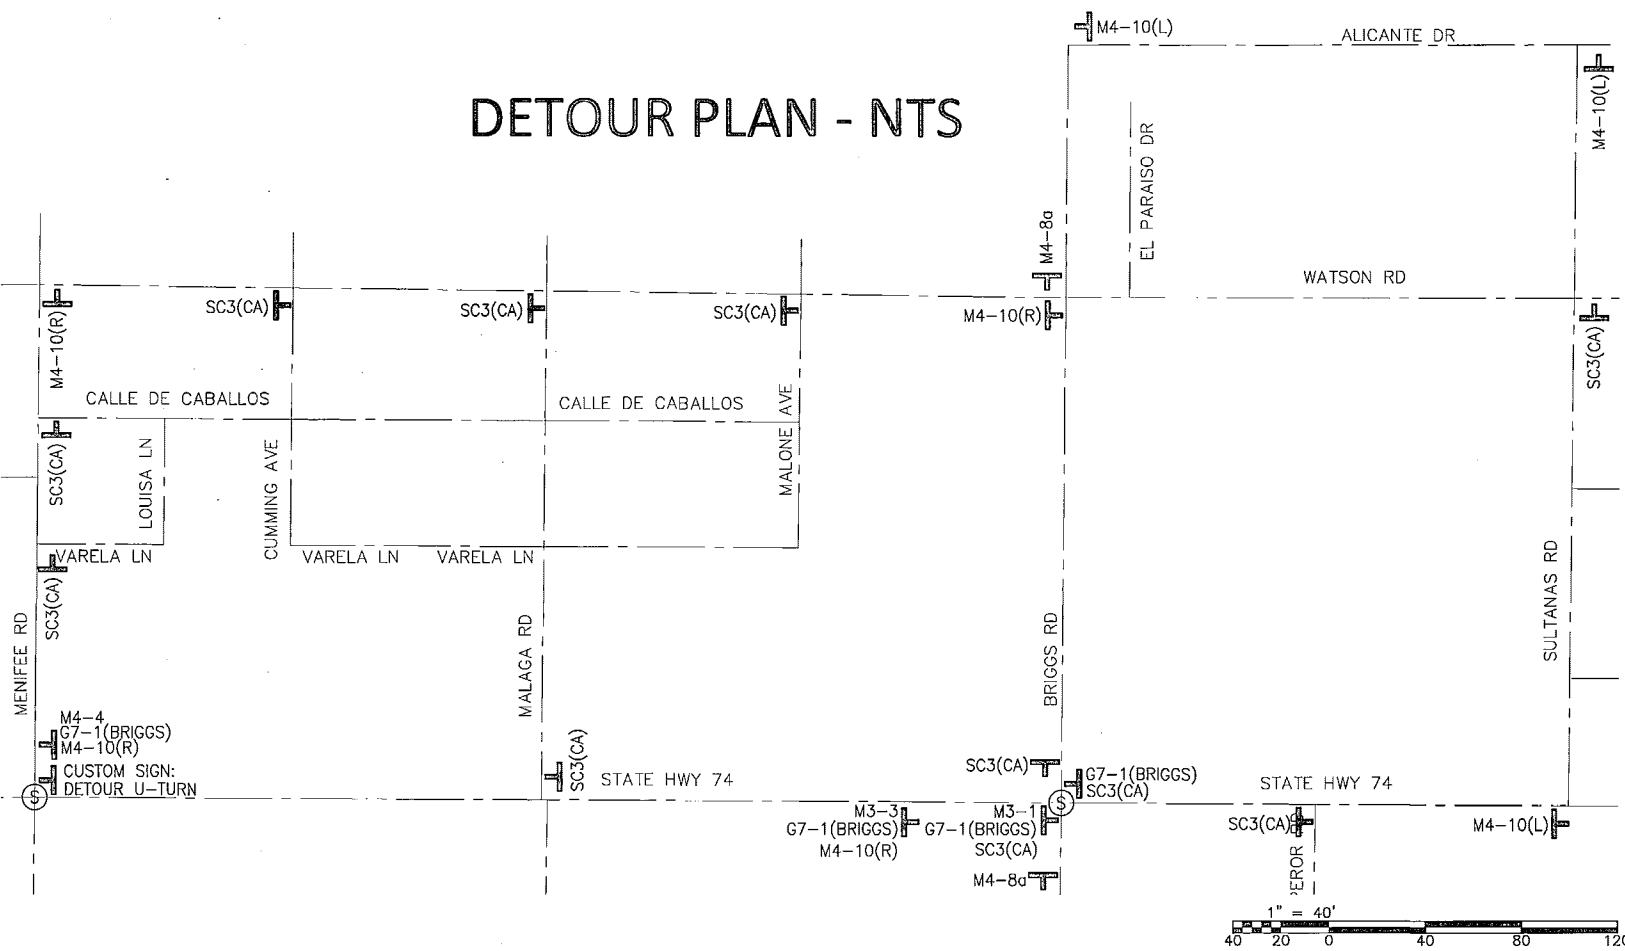 M4-10(L)
ALICANTE DR
DETOUR PLAN - NTS
M4-10(L)
EL PARAISO DR
M4-8a
WATSON RD
M4-10(R)
SC3(CA)
SC3(CA)
SC3(CA)
M4-10(R)
SC3(CA)
CALLE DE CABALLOS
CALLE DE CABALLOS
MALONE AVE
SC3(CA)
LOUISA LN
CUMMING AVE
VARELA LN
VARELA LN
VARELA LN
SC3(CA)
MENIFEE RD
MALAGA RD
BRIGGS RD
SULTANAS RD
M4-4
G7-1(BRIGGS)
M4-10(R)
CUSTOM SIGN:
DETOUR U-TURN
S
SC3(CA)
STATE HWY 74
SC3(CA)
G7-1(BRIGGS)
SC3(CA)
S
STATE HWY 74
M3-3
G7-1(BRIGGS)
M4-10(R)
M3-1
G7-1(BRIGGS)
SC3(CA)
M4-8a
SC3(CA)
M4-10(L)
1" = 40'
40 20 0 40 80 120